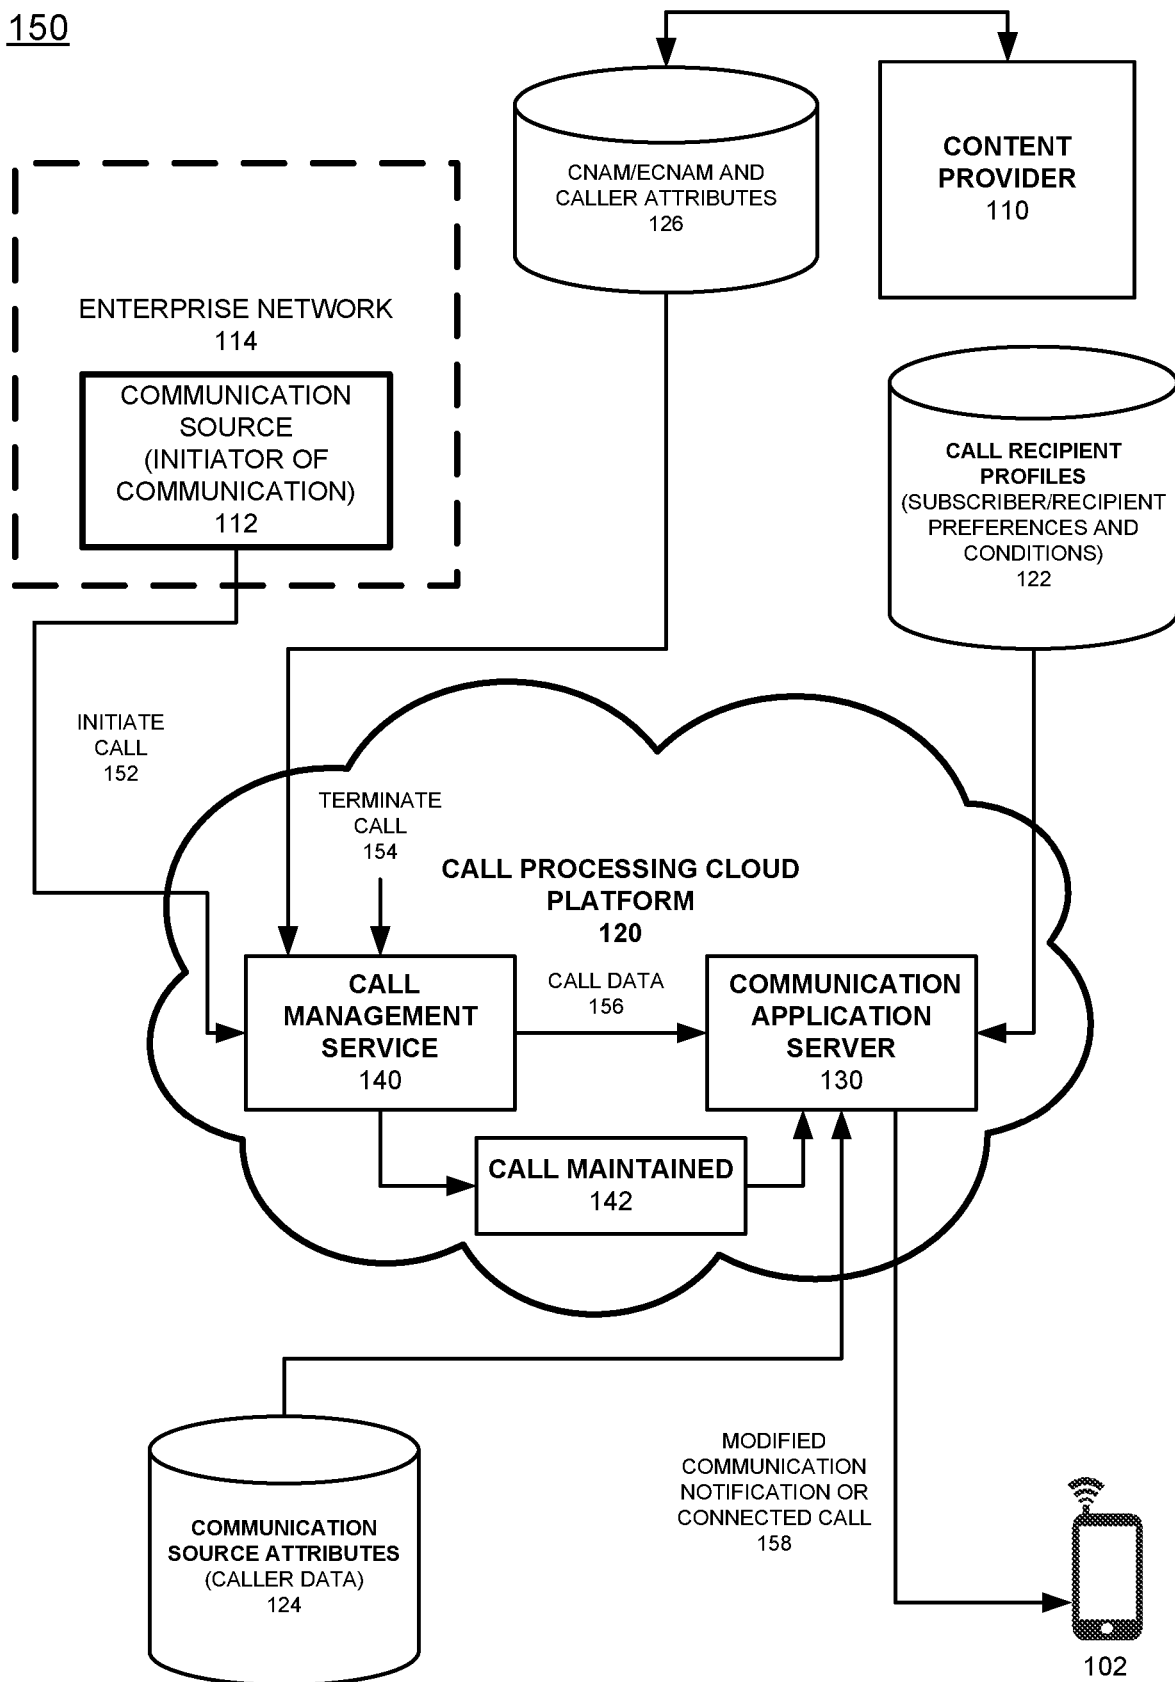 150
CNAM/ECNAM AND
CALLER ATTRIBUTES
126
CONTENT
PROVIDER
110
ENTERPRISE NETWORK
114
COMMUNICATION
SOURCE
(INITIATOR OF
COMMUNICATION)
112
CALL RECIPIENT
PROFILES
(SUBSCRIBER/RECIPIENT
PREFERENCES AND
CONDITIONS)
122
INITIATE
CALL
152
TERMINATE
CALL
154
CALL PROCESSING CLOUD
PLATFORM
120
CALL
MANAGEMENT
SERVICE
140
CALL DATA
156
COMMUNICATION
APPLICATION
SERVER
130
CALL MAINTAINED
142
COMMUNICATION
SOURCE ATTRIBUTES
(CALLER DATA)
124
MODIFIED
COMMUNICATION
NOTIFICATION OR
CONNECTED CALL
158
102